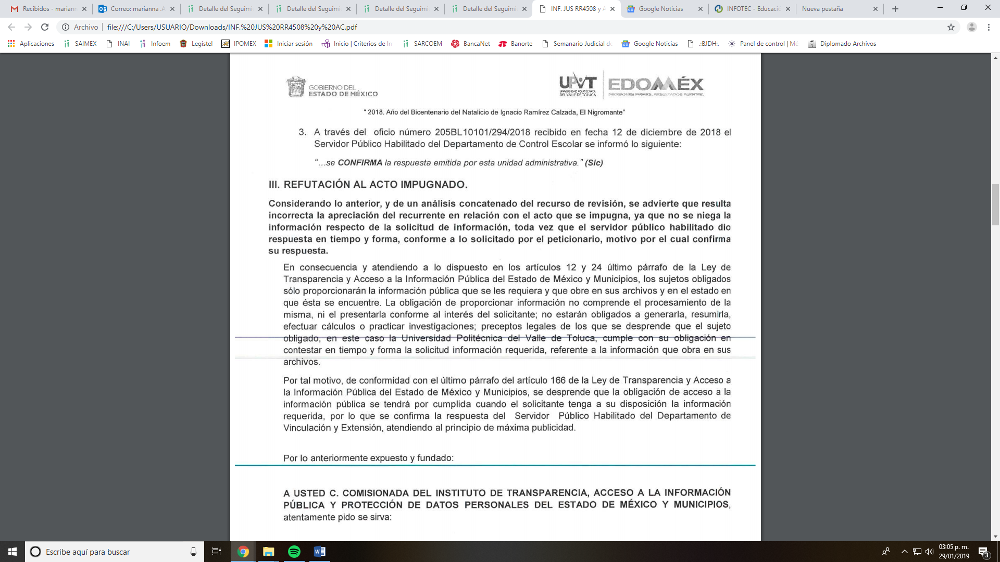 Recibidos - mariann
Correo: marianna .A
Detalle del Seguimi
Detalle del Seguimi
Detalle del Seguimi
Detalle del Seguimi
INF. JUS RR4508 y A
Google Noticias
INFOTEC - Educació
Nueva pestaña
Archivo
file:///C:/Users/USUARIO/Downloads/INF.%20JUS%20RR4508%20y%20AC.pdf
Aplicaciones
SAIMEX
INAI
Infoem
Legistel
IPOMEX
Iniciar sesión
Inicio | Criterios de In
SARCOEM
BancaNet
Banorte
Semanario Judicial de
Google Noticias
.:BJDH:.
Panel de control | Mé
Diplomado Archivos
GOBIERNO DEL
ESTADO DE MÉXICO
UPVT
UNIVERSIDAD POLITÉCNICA
DEL VALLE DE TOLUCA
EDOMÉX
DECISIONES FIRMES, RESULTADOS FUERTES.
“ 2018. Año del Bicentenario del Natalicio de Ignacio Ramírez Calzada, El Nigromante”
3. A través del oficio número 205BL10101/294/2018 recibido en fecha 12 de diciembre de 2018 el
Servidor Público Habilitado del Departamento de Control Escolar se informó lo siguiente:
“…se CONFIRMA la respuesta emitida por esta unidad administrativa.” (Sic)
III. REFUTACIÓN AL ACTO IMPUGNADO.
Considerando lo anterior, y de un análisis concatenado del recurso de revisión, se advierte que resulta
incorrecta la apreciación del recurrente en relación con el acto que se impugna, ya que no se niega la
información respecto de la solicitud de información, toda vez que el servidor público habilitado dio
respuesta en tiempo y forma, conforme a lo solicitado por el peticionario, motivo por el cual confirma
su respuesta.
En consecuencia y atendiendo a lo dispuesto en los artículos 12 y 24 último párrafo de la Ley de
Transparencia y Acceso a la Información Pública del Estado de México y Municipios, los sujetos obligados
sólo proporcionarán la información pública que se les requiera y que obre en sus archivos y en el estado en
que ésta se encuentre. La obligación de proporcionar información no comprende el procesamiento de la
misma, ni el presentarla conforme al interés del solicitante; no estarán obligados a generarla, resumirla,
efectuar cálculos o practicar investigaciones; preceptos legales de los que se desprende que el sujeto
obligado, en este caso la Universidad Politécnica del Valle de Toluca, cumple con su obligación en
contestar en tiempo y forma la solicitud información requerida, referente a la información que obra en sus
archivos.
Por tal motivo, de conformidad con el último párrafo del artículo 166 de la Ley de Transparencia y Acceso a
la Información Pública del Estado de México y Municipios, se desprende que la obligación de acceso a la
información pública se tendrá por cumplida cuando el solicitante tenga a su disposición la información
requerida, por lo que se confirma la respuesta del Servidor Público Habilitado del Departamento de
Vinculación y Extensión, atendiendo al principio de máxima publicidad.
Por lo anteriormente expuesto y fundado:
A USTED C. COMISIONADA DEL INSTITUTO DE TRANSPARENCIA, ACCESO A LA INFORMACIÓN
PÚBLICA Y PROTECCIÓN DE DATOS PERSONALES DEL ESTADO DE MÉXICO Y MUNICIPIOS,
atentamente pido se sirva:
Escribe aquí para buscar
03:05 p. m.
29/01/2019
3